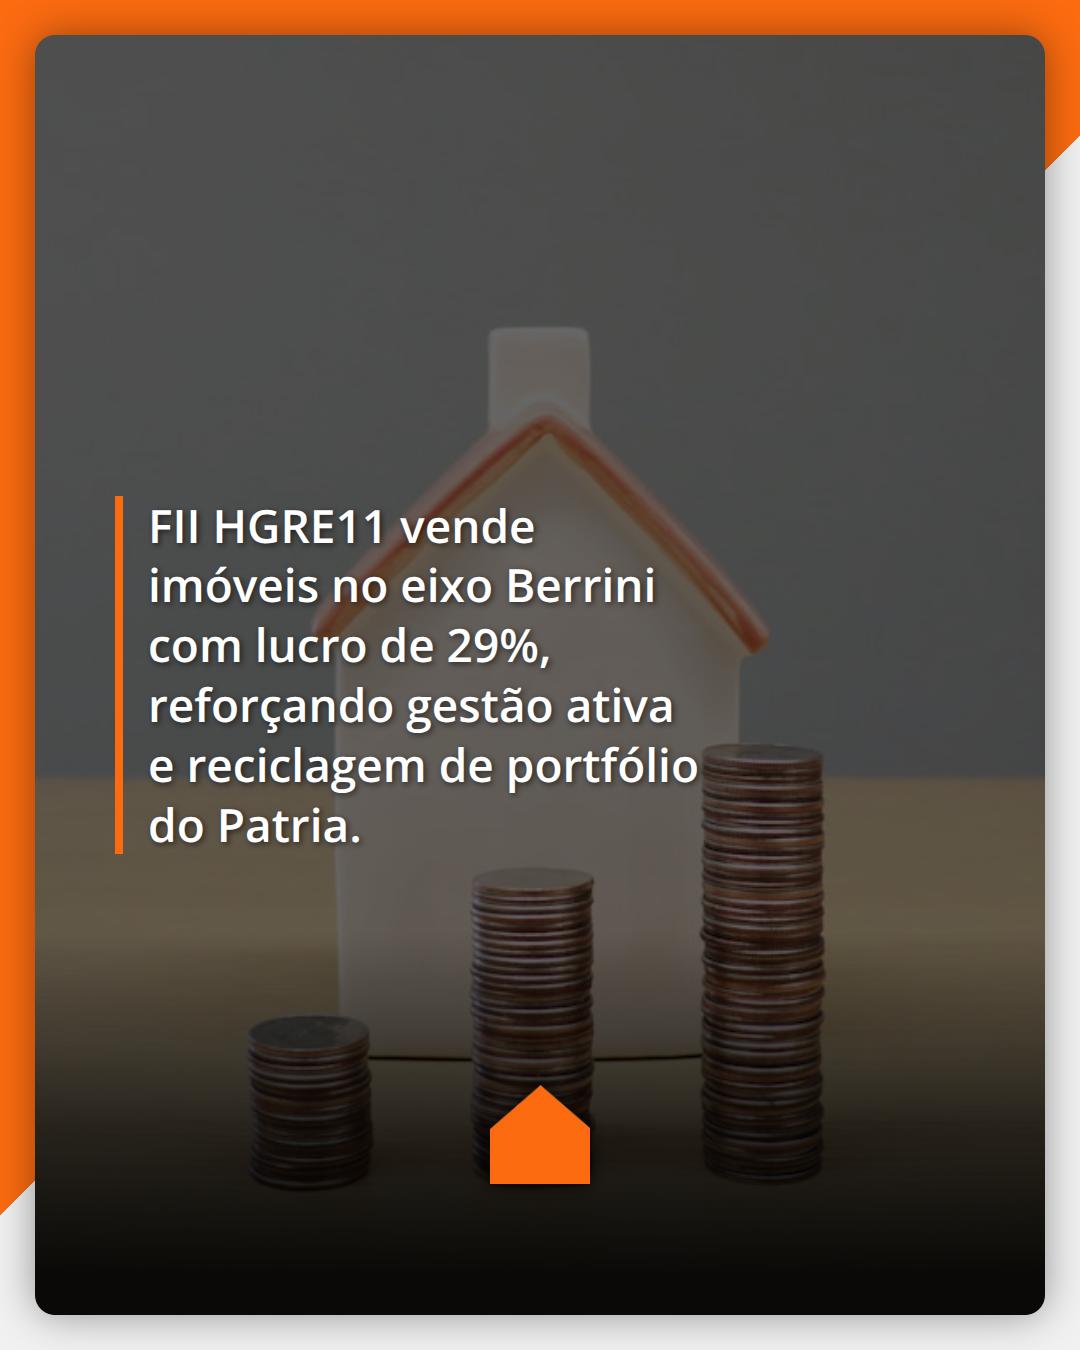 FII HGRE11 vende
imóveis no eixo Berrini
com lucro de 29%,
reforçando gestão ativa
e reciclagem de portfólio
do Patria.